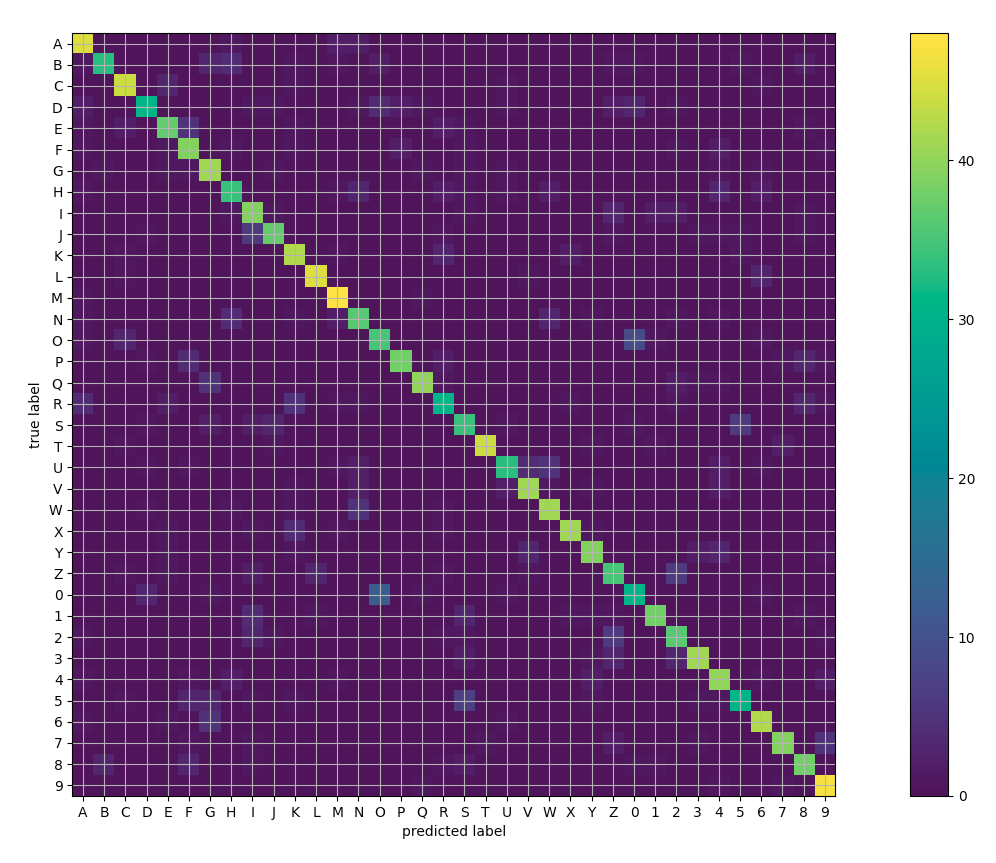 A
B
C
D
E
F
G
H
I
J
K
L
M
N
O
P
Q
R
S
T
U
V
W
X
Y
Z
0
1
2
3
4
5
6
7
8
9
true label
A B C D E F G H I J K L M N O P Q R S T U V W X Y Z 0 1 2 3 4 5 6 7 8 9
predicted label
40
30
20
10
0